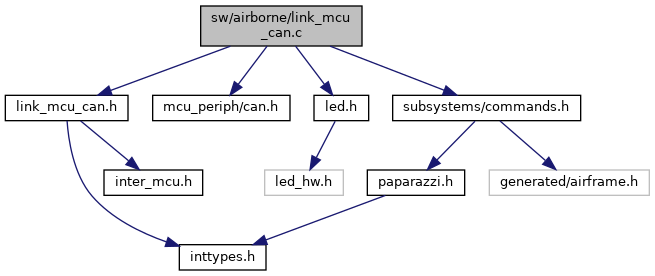 sw/airborne/link_mcu
_can.c
link_mcu_can.h
mcu_periph/can.h
led.h
subsystems/commands.h
inter_mcu.h
led_hw.h
paparazzi.h
generated/airframe.h
inttypes.h